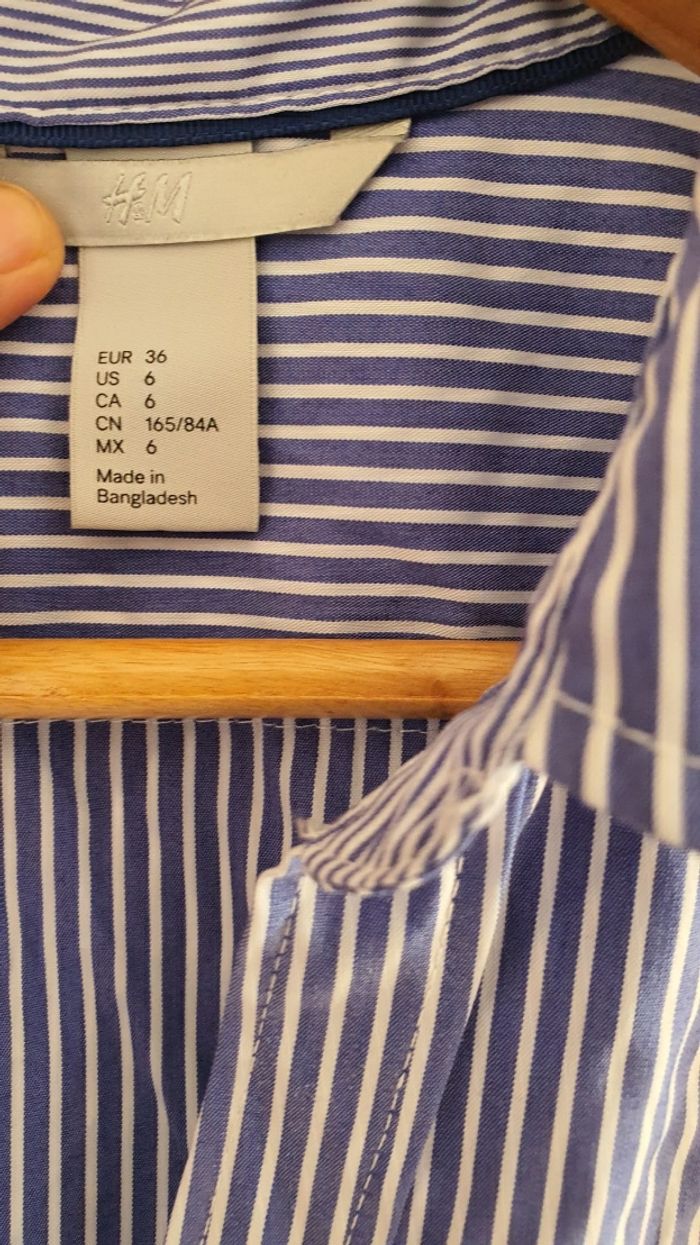 H&M
EUR 36
US 6
CA 6
CN 165/84A
MX 6
Made in
Bangladesh